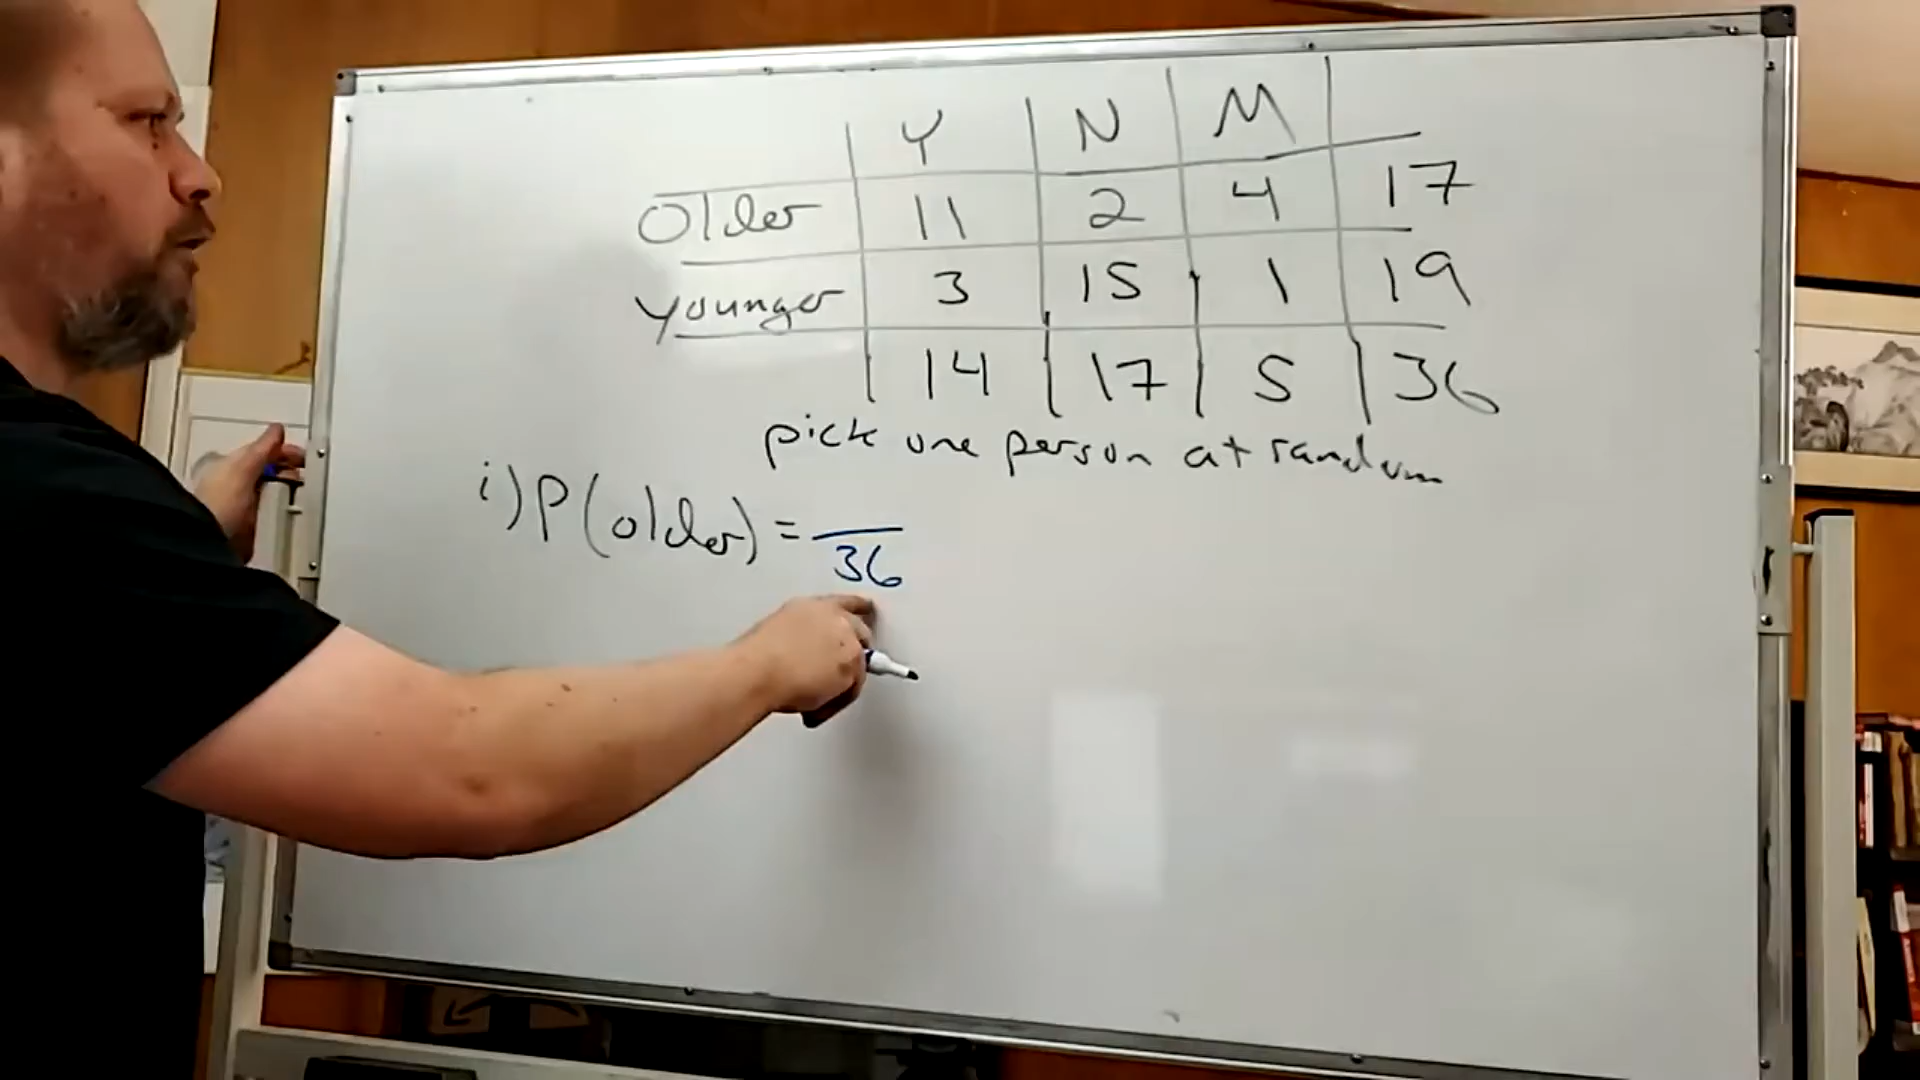 Y N M
Older 11 2 4 17
younger 3 15 1 19
14 17 5 36
pick one person at random
i) P(older) = /36